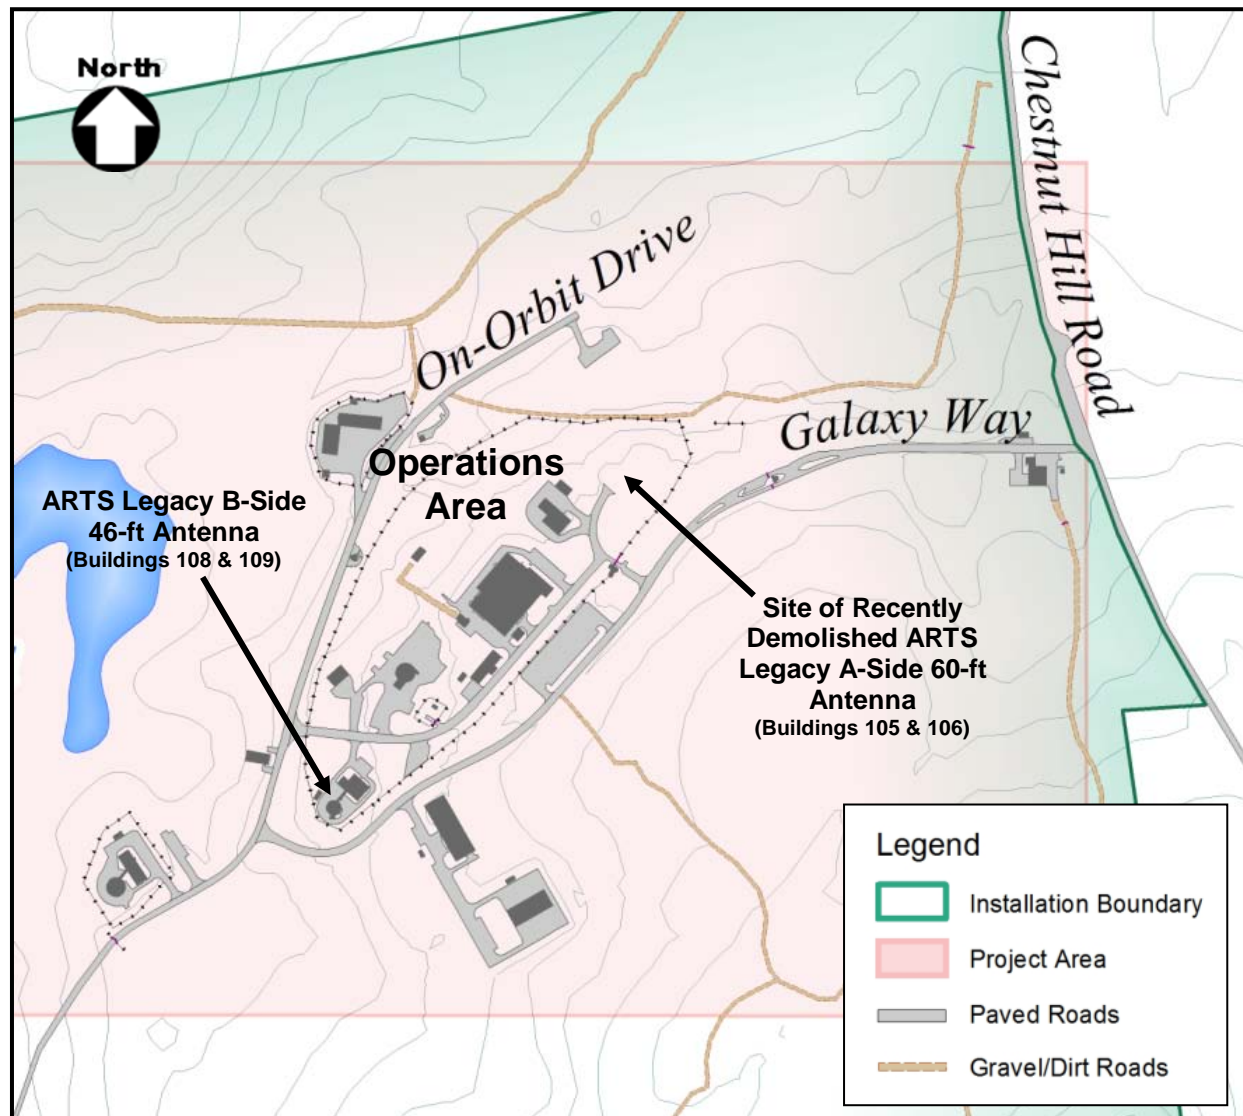 North
Chestnut Hill Road
On-Orbit Drive
Galaxy Way
Operations
Area
ARTS Legacy B-Side
46-ft Antenna
(Buildings 108 & 109)
Site of Recently
Demolished ARTS
Legacy A-Side 60-ft
Antenna
(Buildings 105 & 106)
Legend
Installation Boundary
Project Area
Paved Roads
Gravel/Dirt Roads